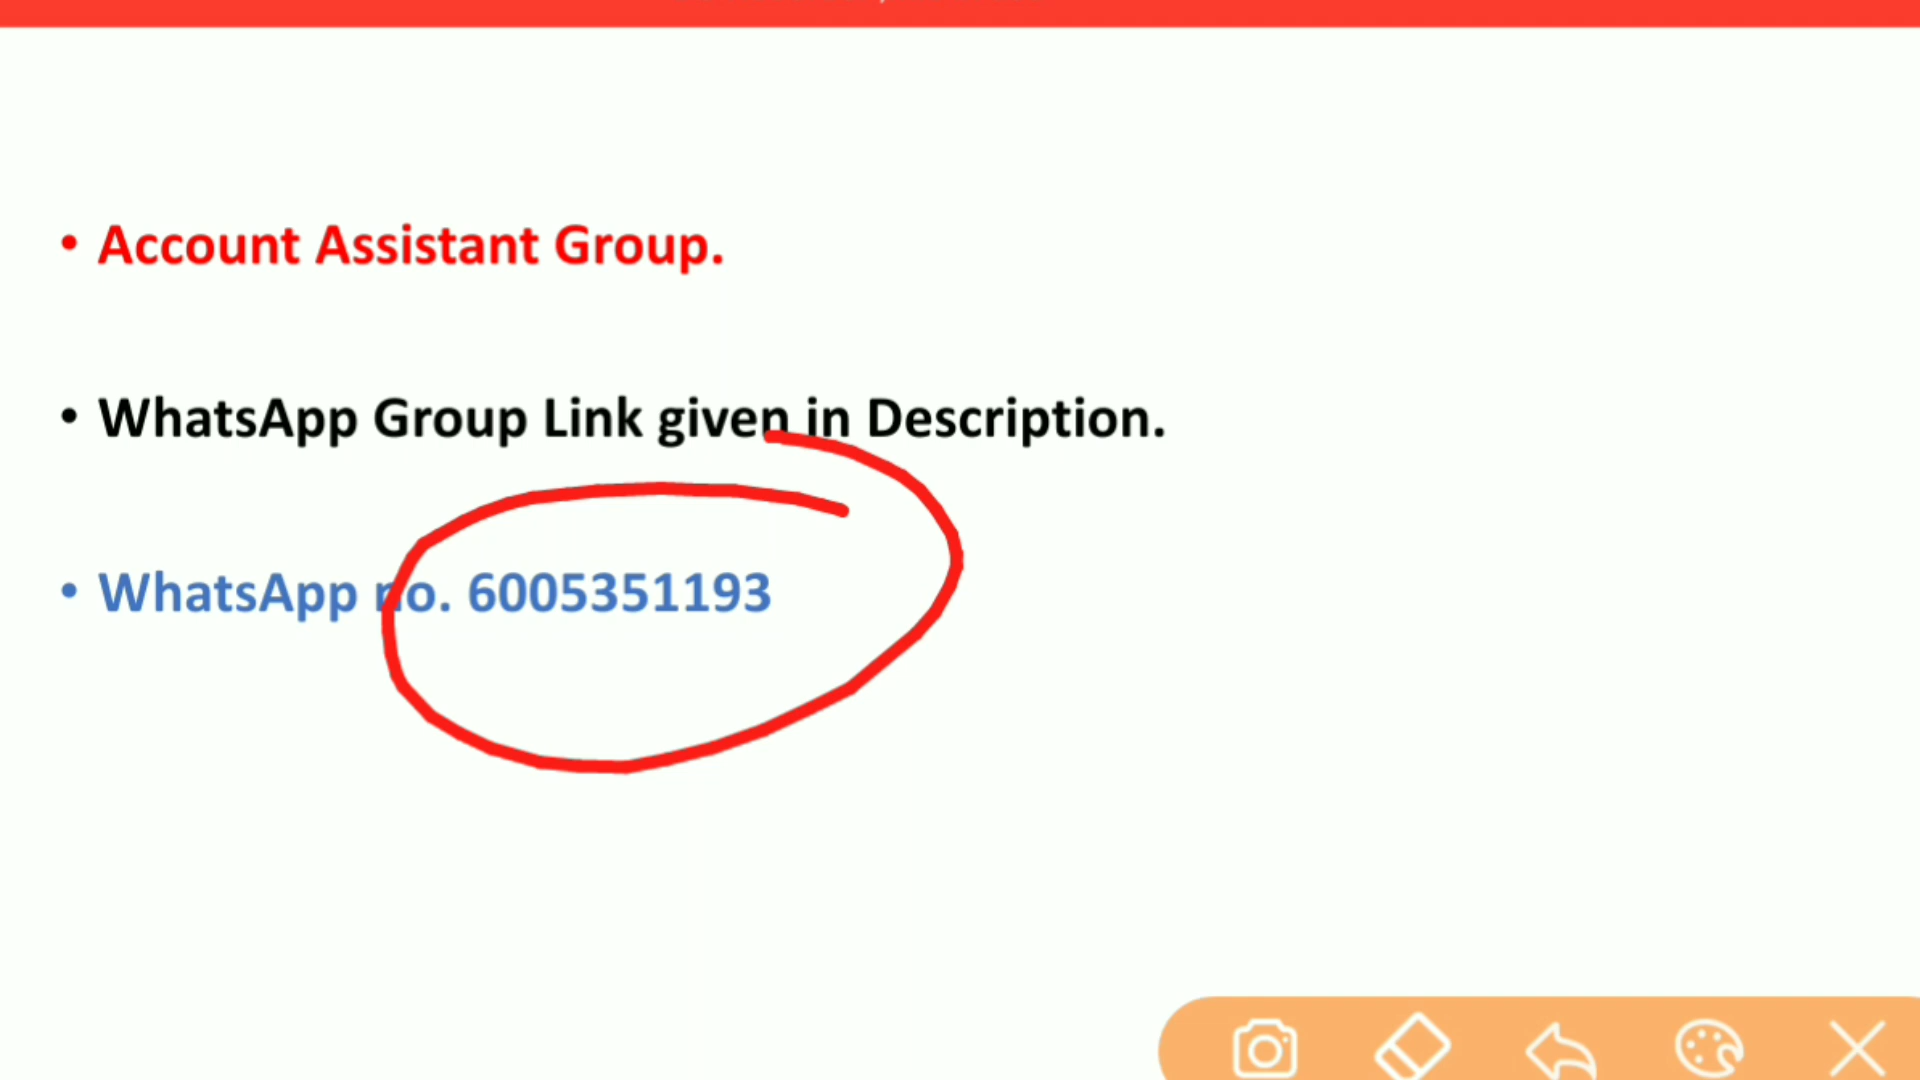 • Account Assistant Group.
• WhatsApp Group Link given in Description.
• WhatsApp no. 6005351193